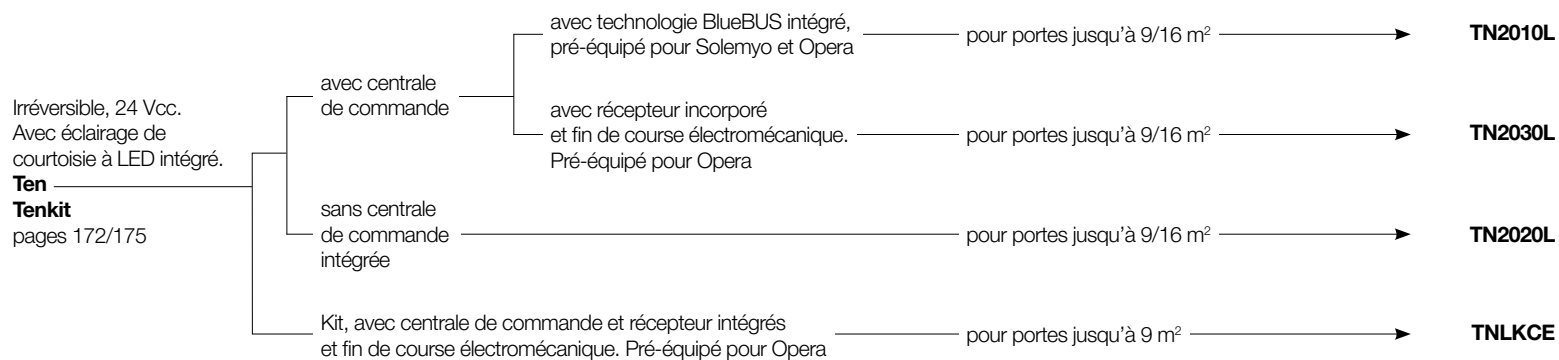 Irréversible, 24 Vcc.
Avec éclairage de
courtoisie à LED intégré.
Ten
Tenkit
pages 172/175
avec centrale
de commande
avec technologie BlueBUS intégré,
pré-équipé pour Solemyo et Opera
pour portes jusqu'à 9/16 m²
TN2010L
avec récepteur incorporé
et fin de course électromécanique.
Pré-équipé pour Opera
pour portes jusqu'à 9/16 m²
TN2030L
sans centrale
de commande
intégrée
pour portes jusqu'à 9/16 m²
TN2020L
Kit, avec centrale de commande et récepteur intégrés
et fin de course électromécanique. Pré-équipé pour Opera
pour portes jusqu'à 9 m²
TNLKCE